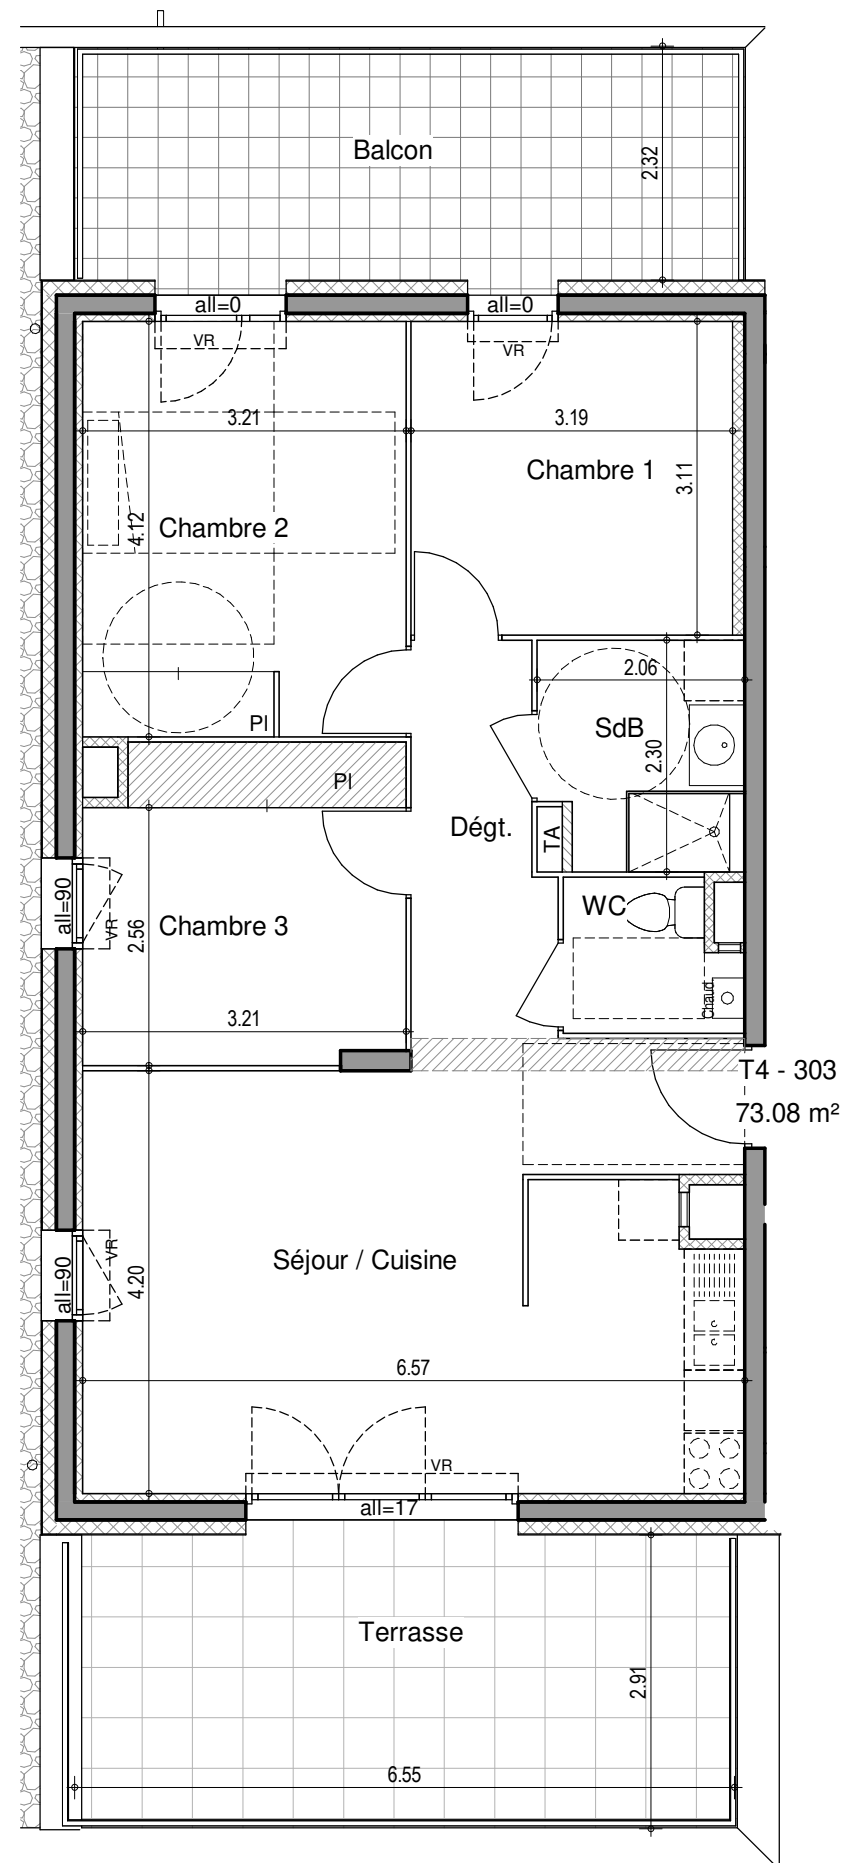 Balcon
2.32
all=0
all=0
VR
VR
3.21
3.19
Chambre 1
3.11
4.12
Chambre 2
2.06
SdB
2.30
Pl
Pl
Dégt.
TA
WC
all=90
VR
2.56
Chambre 3
Chaud
3.21
T4 - 303
73.08 m²
all=90
VR
4.20
Séjour / Cuisine
6.57
VR
all=17
Terrasse
2.91
6.55